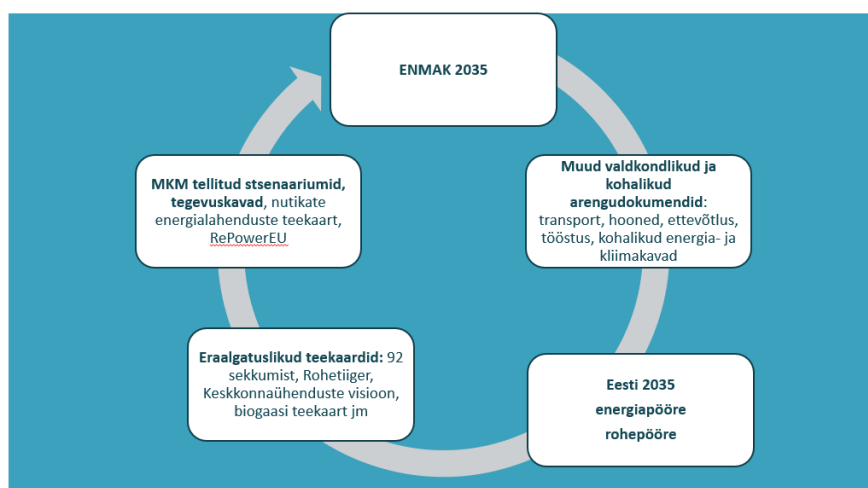 ENMAK 2035
Muud valdkondlikud ja
kohalikud
arengudokumendid:
transport, hooned, ettevõtlus,
tööstus, kohalikud energia- ja
kliimakavad
Eesti 2035
energiapööre
rohepööre
Eraalgatuslikud teekaardid: 92
sekkumist, Rohetiiger,
Keskkonnaühenduste visioon,
biogaasi teekaart jm
MKM tellitud stsenaariumid,
tegevuskavad, nutikate
energialahenduste teekaart,
RePowerEU